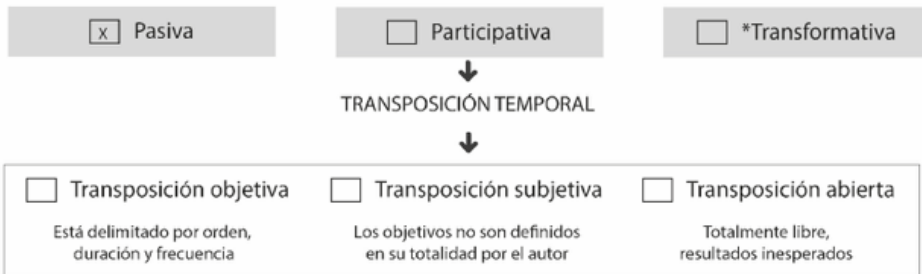 x Pasiva
Participativa
*Transformativa
TRANSPOSICIÓN TEMPORAL
Transposición objetiva
Está delimitado por orden,
duración y frecuencia
Transposición subjetiva
Los objetivos no son definidos
en su totalidad por el autor
Transposición abierta
Totalmente libre,
resultados inesperados